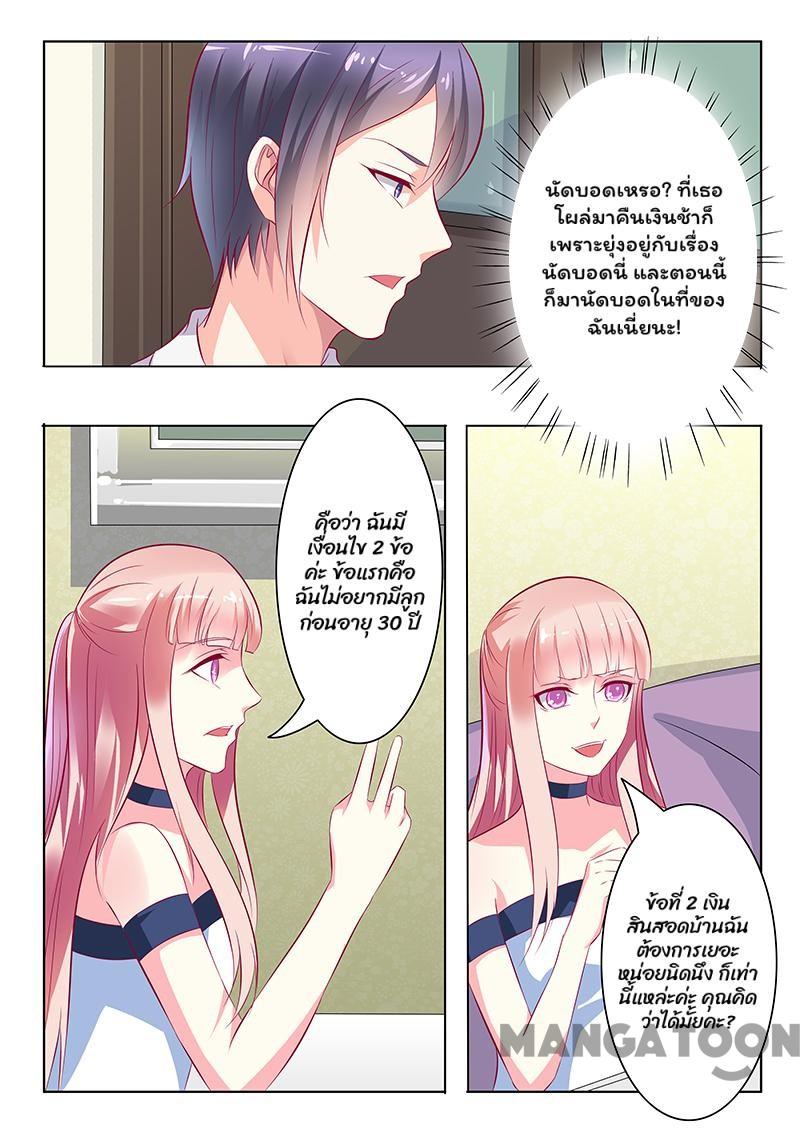 นัดบอดเหรอ? ที่เธอ
โผล่มาคืนเงินช้าก็
เพราะยุ่งอยู่กับเรื่อง
นัดบอดนี่ และตอนนี้
ก็มานัดบอดในที่ของ
ฉันเนี่ยนะ!
คือว่า ฉันมี
เงื่อนไข 2 ข้อ
ค่ะ ข้อแรกคือ
ฉันไม่อยากมีลูก
ก่อนอายุ 30 ปี
ข้อที่ 2 เงิน
สินสอดบ้านฉัน
ต้องการเยอะ
หน่อยนิดนึง ก็เท่า
นี้แหล่ะค่ะ คุณคิด
ว่าได้มั้ยคะ?
MANGATOON